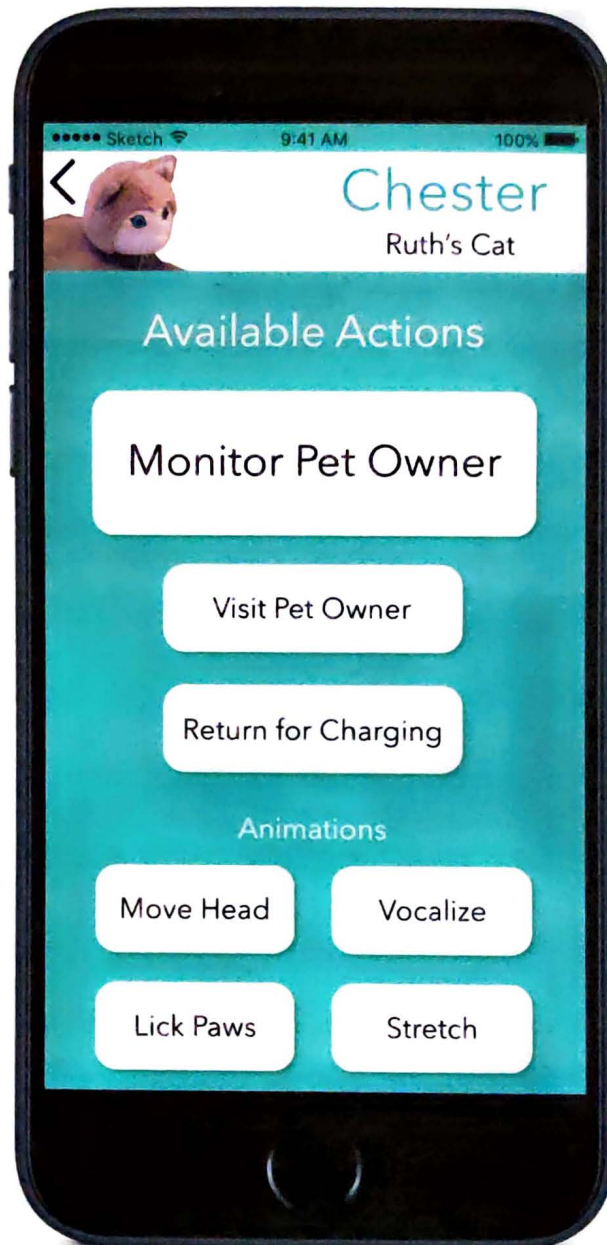 Sketch 9:41 AM 100%
Chester
Ruth's Cat
Available Actions
Monitor Pet Owner
Visit Pet Owner
Return for Charging
Animations
Move Head Vocalize
Lick Paws Stretch